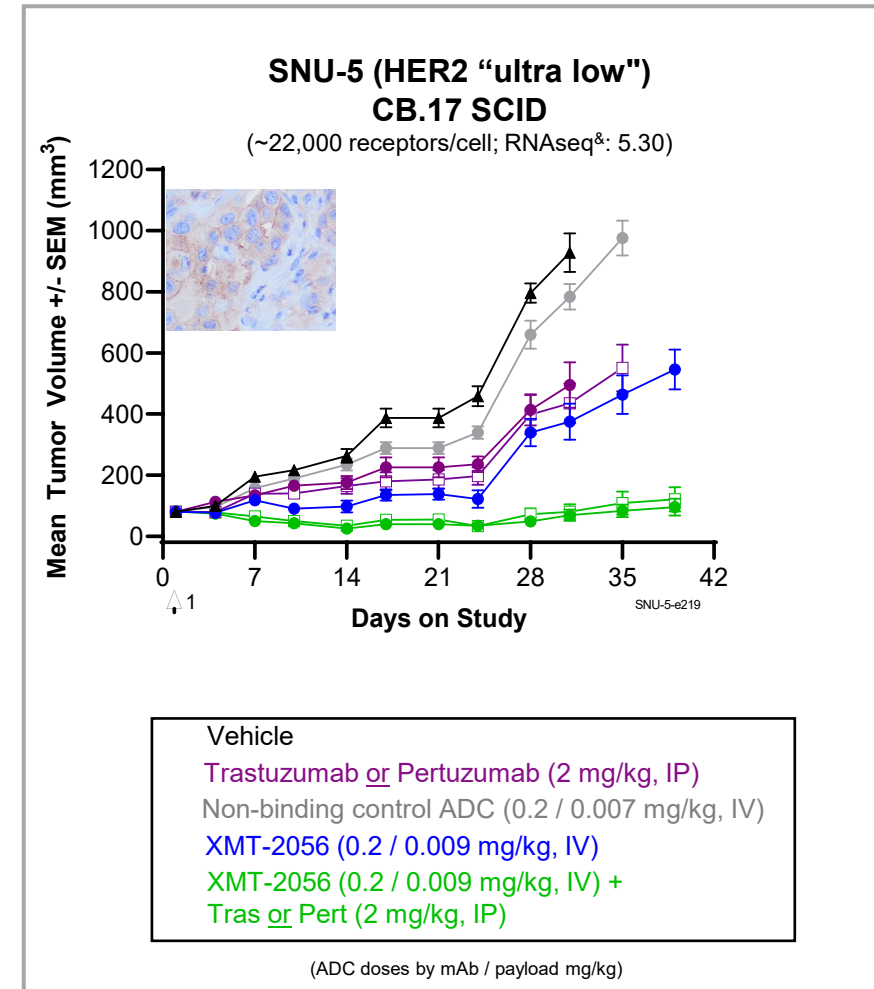 SNU-5 (HER2 “ultra low")
CB.17 SCID
(~22,000 receptors/cell; RNAseq&: 5.30)
Mean Tumor Volume +/- SEM (mm3)
1200
1000
800
600
400
200
0
0 7 14 21 28 35 42
1
SNU-5-e219
Days on Study
Vehicle
Trastuzumab or Pertuzumab (2 mg/kg, IP)
Non-binding control ADC (0.2 / 0.007 mg/kg, IV)
XMT-2056 (0.2 / 0.009 mg/kg, IV)
XMT-2056 (0.2 / 0.009 mg/kg, IV) +
Tras or Pert (2 mg/kg, IP)
(ADC doses by mAb / payload mg/kg)